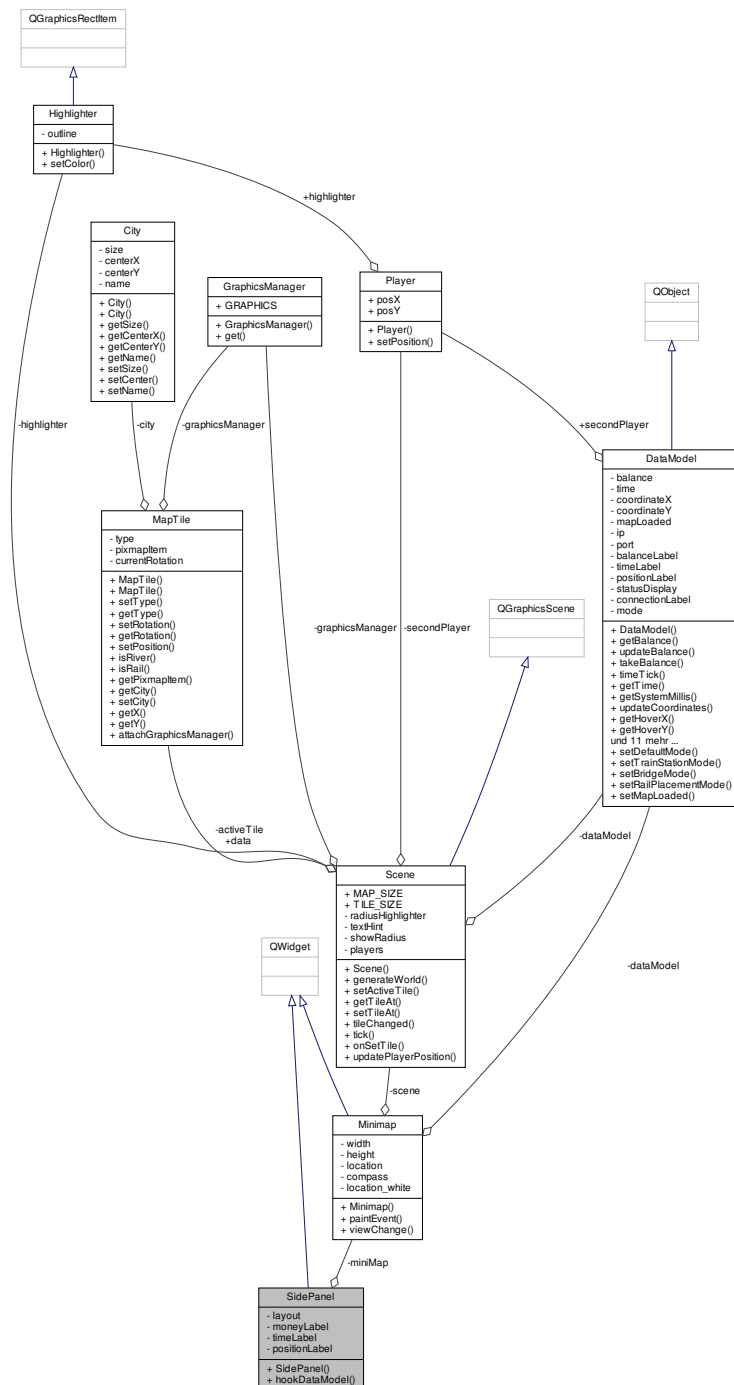 QGraphicsRectItem
Highlighter
- outline
+ Highlighter()
+ setColor()
+highlighter
City
- size
- centerX
- centerY
- name
+ City()
+ City()
+ getSize()
+ getCenterX()
+ getCenterY()
+ getName()
+ setSize()
+ setCenter()
+ setName()
GraphicsManager
+ GRAPHICS
+ GraphicsManager()
+ get()
Player
+ posX
+ posY
+ Player()
+ setPosition()
QObject
-highlighter
-city
-graphicsManager
+secondPlayer
DataModel
- balance
- time
- coordinateX
- coordinateY
- mapLoaded
- ip
- port
- balanceLabel
- timeLabel
- positionLabel
- statusDisplay
- connectionLabel
- mode
+ DataModel()
+ getBalance()
+ updateBalance()
+ takeBalance()
+ timeTick()
+ getTime()
+ getSystemMillis()
+ updateCoordinates()
+ getHoverX()
+ getHoverY()
und 11 mehr ...
+ setDefaultMode()
+ setTrainStationMode()
+ setBridgeMode()
+ setRailPlacementMode()
+ setMapLoaded()
MapTile
- type
- pixmapItem
- currentRotation
+ MapTile()
+ MapTile()
+ setType()
+ getType()
+ setRotation()
+ getRotation()
+ setPosition()
+ isRiver()
+ isRail()
+ getPixmapItem()
+ getCity()
+ setCity()
+ getX()
+ getY()
+ attachGraphicsManager()
-graphicsManager
-secondPlayer
QGraphicsScene
-activeTile
+data
-dataModel
Scene
+ MAP_SIZE
+ TILE_SIZE
- radiusHighlighter
- textHint
- showRadius
- players
+ Scene()
+ generateWorld()
+ setActiveTile()
+ getTileAt()
+ setTileAt()
+ tileChanged()
+ tick()
+ onSetTile()
+ updatePlayerPosition()
QWidget
-dataModel
-scene
Minimap
- width
- height
- location
- compass
- location_white
+ Minimap()
+ paintEvent()
+ viewChange()
-miniMap
SidePanel
- layout
- moneyLabel
- timeLabel
- positionLabel
+ SidePanel()
+ hookDataModel()